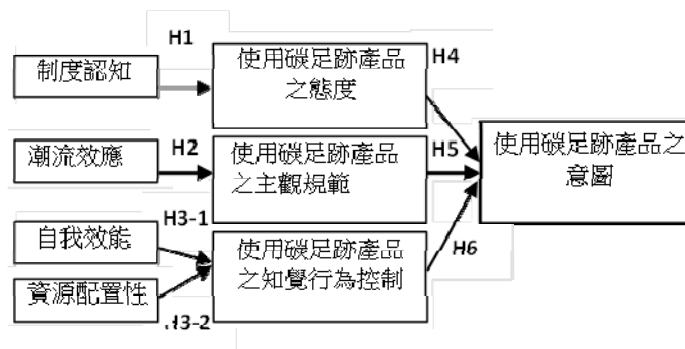 H1
制度認知
使用碳足跡產品
之態度
H4
潮流效應
H2
使用碳足跡產品
之主觀規範
H5
使用碳足跡產品之
意圖
自我效能
H3-1
使用碳足跡產品
之知覺行為控制
H6
資源配置性
H3-2